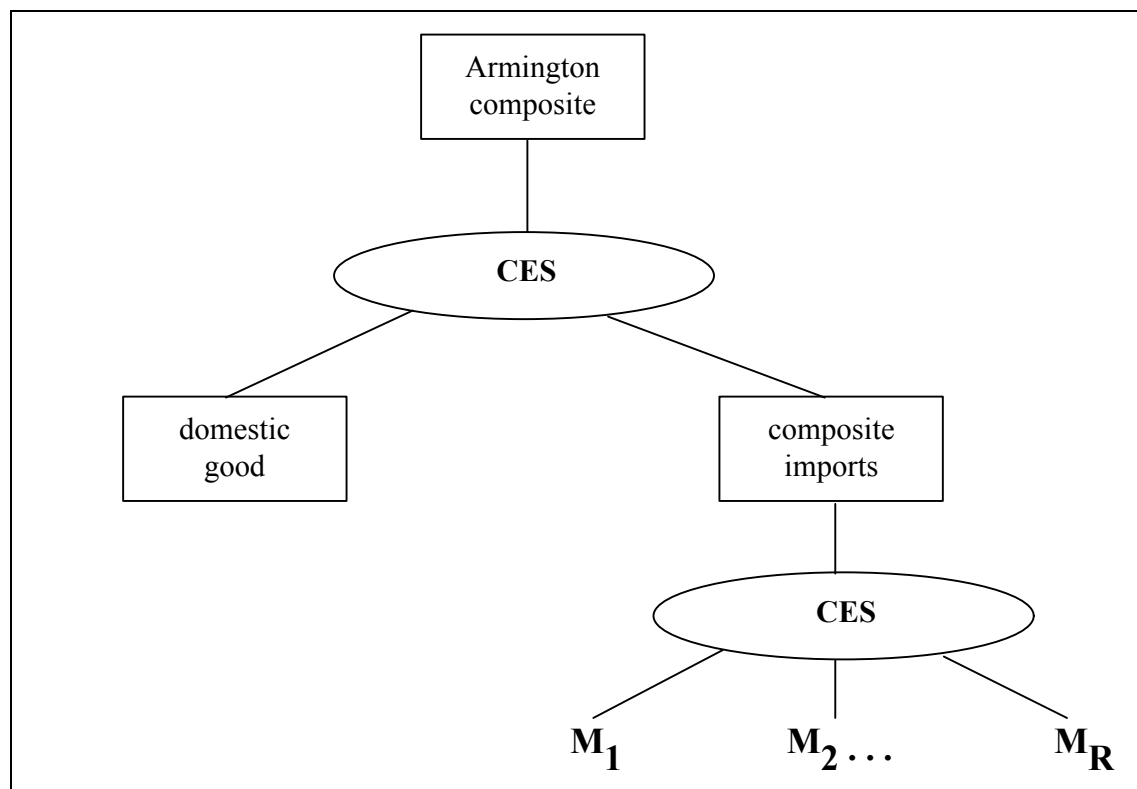 Armington
composite
CES
domestic
good
composite
imports
CES
M1 M2 . . . MR